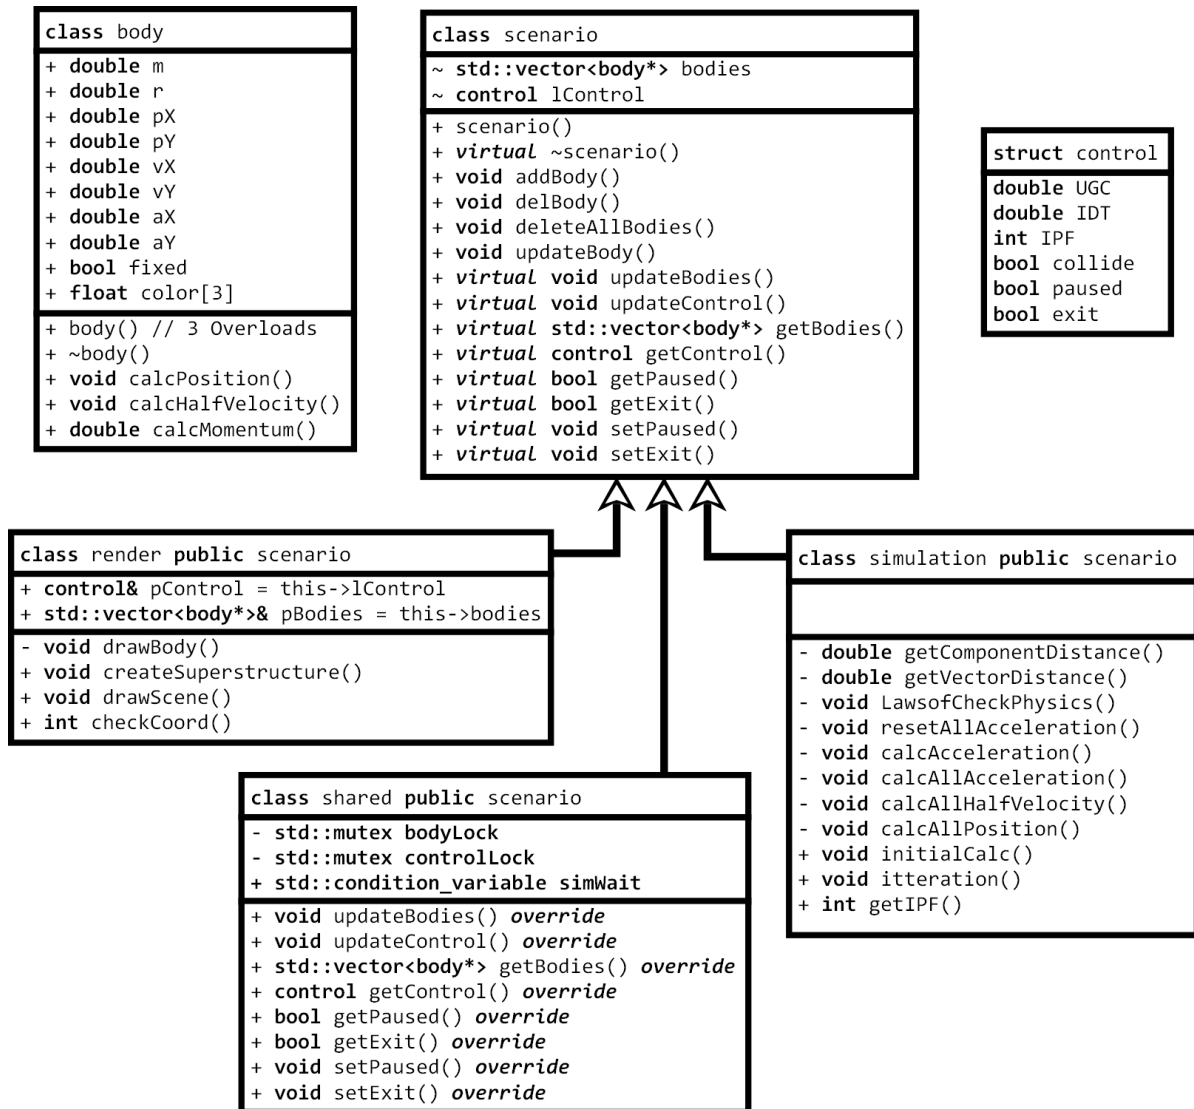 class body
+ double m
+ double r
+ double pX
+ double pY
+ double vX
+ double vY
+ double aX
+ double aY
+ bool fixed
+ float color[3]
+ body() // 3 Overloads
+ ~body()
+ void calcPosition()
+ void calcHalfVelocity()
+ double calcMomentum()
class scenario
~ std::vector<body*> bodies
~ control lControl
+ scenario()
+ virtual ~scenario()
+ void addBody()
+ void delBody()
+ void deleteAllBodies()
+ void updateBody()
+ virtual void updateBodies()
+ virtual void updateControl()
+ virtual std::vector<body*> getBodies()
+ virtual control getControl()
+ virtual bool getPaused()
+ virtual bool getExit()
+ virtual void setPaused()
+ virtual void setExit()
struct control
double UGC
double IDT
int IPF
bool collide
bool paused
bool exit
class render public scenario
+ control& pControl = this->lControl
+ std::vector<body*>& pBodies = this->bodies
- void drawBody()
+ void createSuperstructure()
+ void drawScene()
+ int checkCoord()
class shared public scenario
- std::mutex bodyLock
- std::mutex controlLock
+ std::condition_variable simWait
+ void updateBodies() override
+ void updateControl() override
+ std::vector<body*> getBodies() override
+ control getControl() override
+ bool getPaused() override
+ bool getExit() override
+ void setPaused() override
+ void setExit() override
class simulation public scenario
- double getComponentDistance()
- double getVectorDistance()
- void LawsofCheckPhysics()
- void resetAllAcceleration()
- void calcAcceleration()
- void calcAllAcceleration()
- void calcAllHalfVelocity()
- void calcAllPosition()
+ void initialCalc()
+ void itteration()
+ int getIPF()